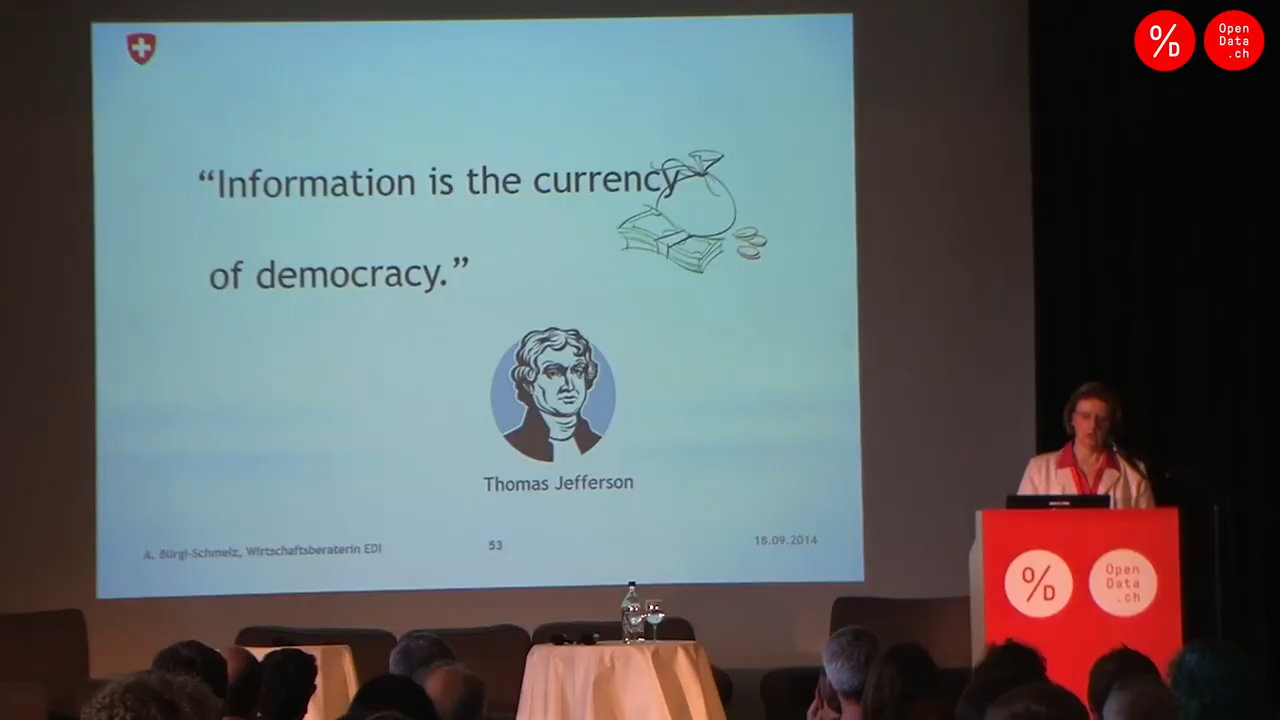 “Information is the currency
of democracy.”
Thomas Jefferson
A. Bürgi-Schmelz, Wirtschaftsberaterin EDI
53
18.09.2014
%/D
Open
Data
.ch
%/D
Open
Data
.ch